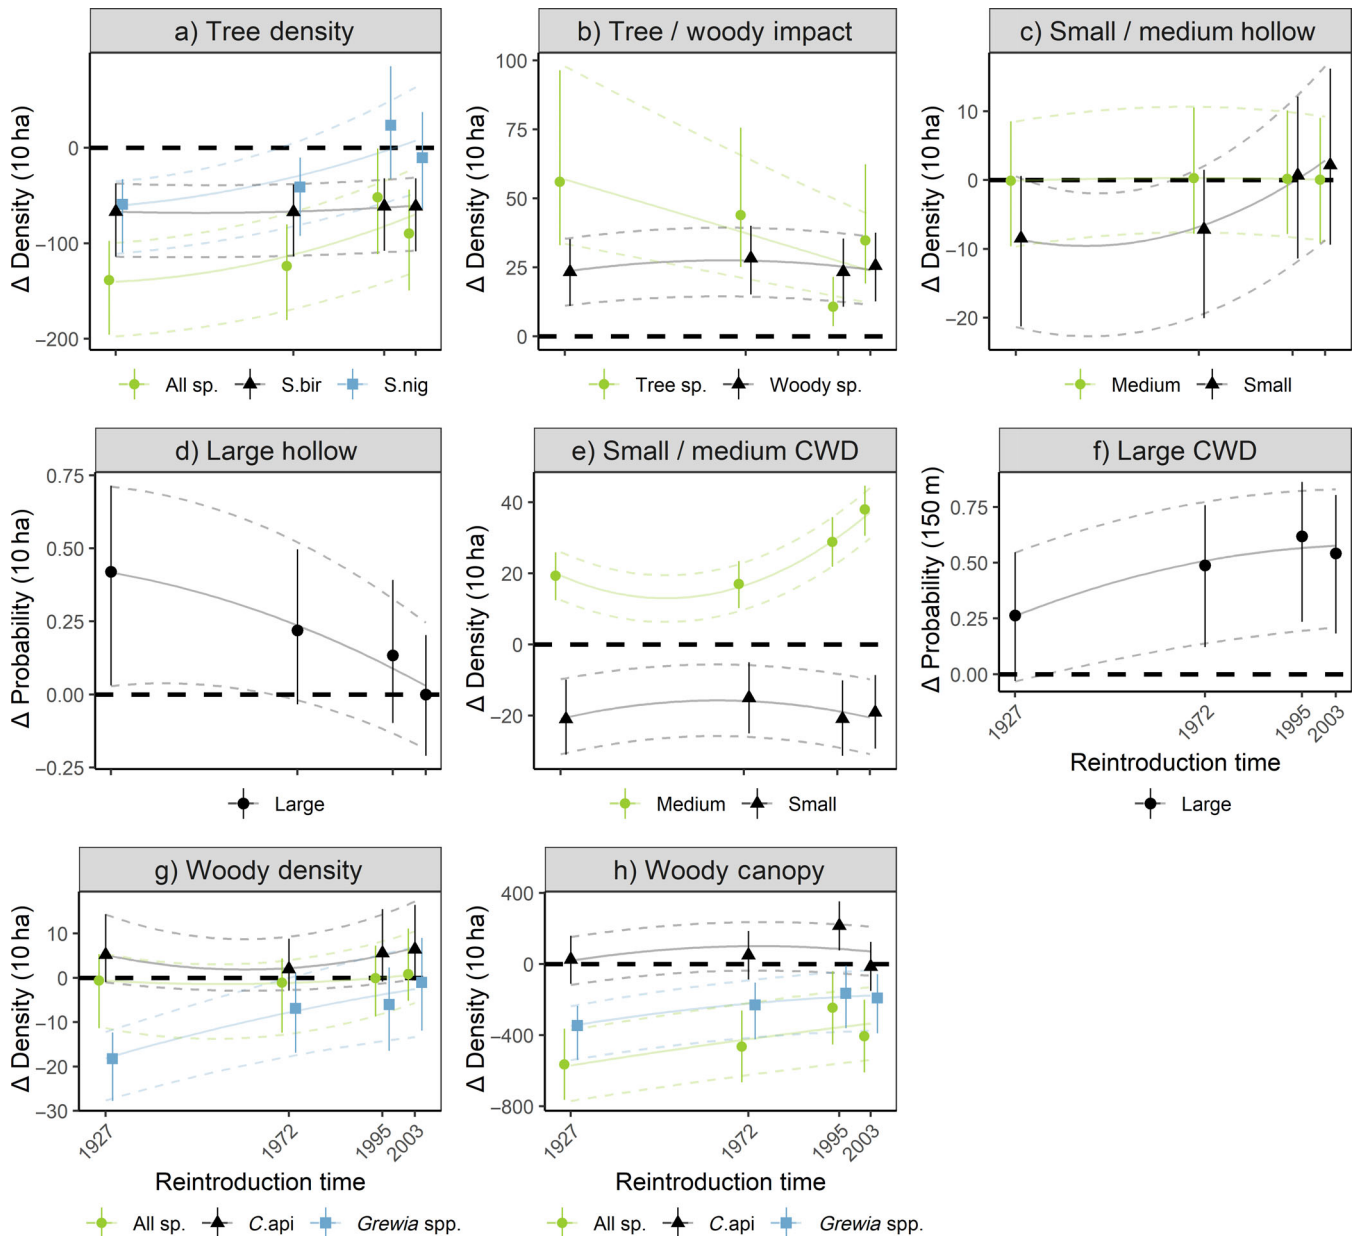 a) Tree density
b) Tree / woody impact
c) Small / medium hollow
Δ Density (10 ha)
0
−100
−200
Δ Density (10 ha)
100
75
50
25
0
Δ Density (10 ha)
10
0
−10
−20
All sp. S.bir S.nig
Tree sp. Woody sp.
Medium Small
d) Large hollow
e) Small / medium CWD
f) Large CWD
Δ Probability (10 ha)
0.75
0.50
0.25
0.00
−0.25
Δ Density (10 ha)
40
20
0
−20
Δ Probability (150 m)
0.75
0.50
0.25
0.00
1927 1972 1995 2003
Reintroduction time
Large
Medium Small
Large
g) Woody density
h) Woody canopy
Δ Density (10 ha)
10
0
−10
−20
−30
1927 1972 1995 2003
Reintroduction time
All sp. C.api Grewia spp.
Δ Density (10 ha)
400
0
−400
−800
1927 1972 1995 2003
Reintroduction time
All sp. C.api Grewia spp.